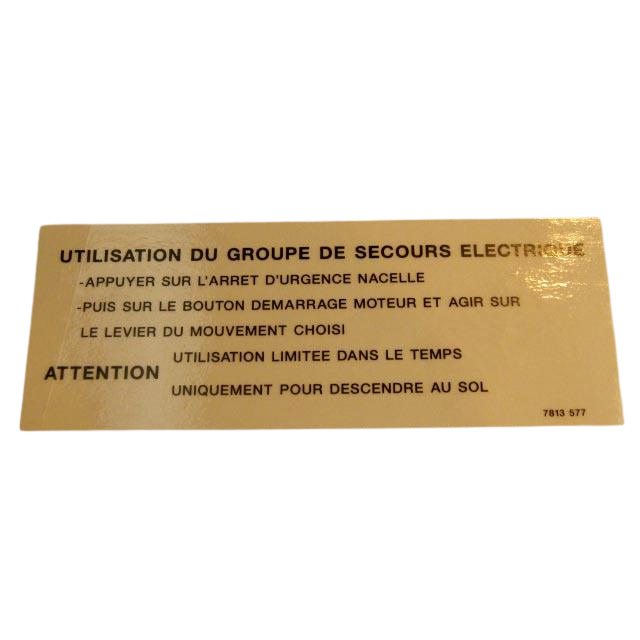 UTILISATION DU GROUPE DE SECOURS ELECTRIQUE
-APPUYER SUR L'ARRET D'URGENCE NACELLE
-PUIS SUR LE BOUTON DEMARRAGE MOTEUR ET AGIR SUR
LE LEVIER DU MOUVEMENT CHOISI
ATTENTION
UTILISATION LIMITEE DANS LE TEMPS
UNIQUEMENT POUR DESCENDRE AU SOL
7813 577